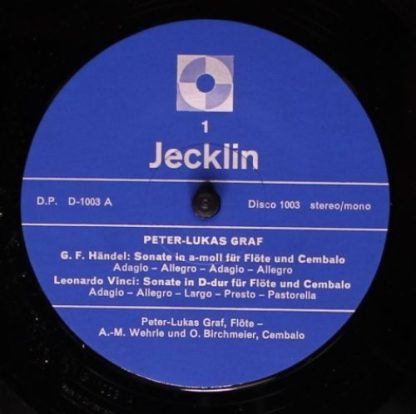 1
Jecklin
D.P. D-1003 A
Disco 1003 stereo/mono
PETER-LUKAS GRAF
G. F. Händel: Sonate in a-moll für Flöte und Cembalo
Adagio – Allegro – Adagio – Allegro
Leonardo Vinci: Sonate in D-dur für Flöte und Cembalo
Adagio – Allegro – Largo – Presto – Pastorella
Peter-Lukas Graf, Flöte –
A.-M. Wehrle und O. Birchmeier, Cembalo